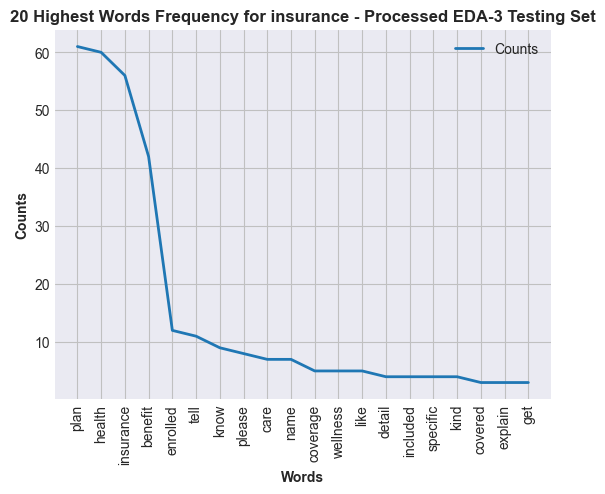 20 Highest Words Frequency for insurance - Processed EDA-3 Testing Set
Counts
60
50
40
30
20
10
Counts
plan
health
insurance
benefit
enrolled
tell
know
please
care
name
coverage
wellness
like
detail
included
specific
kind
covered
explain
get
Words